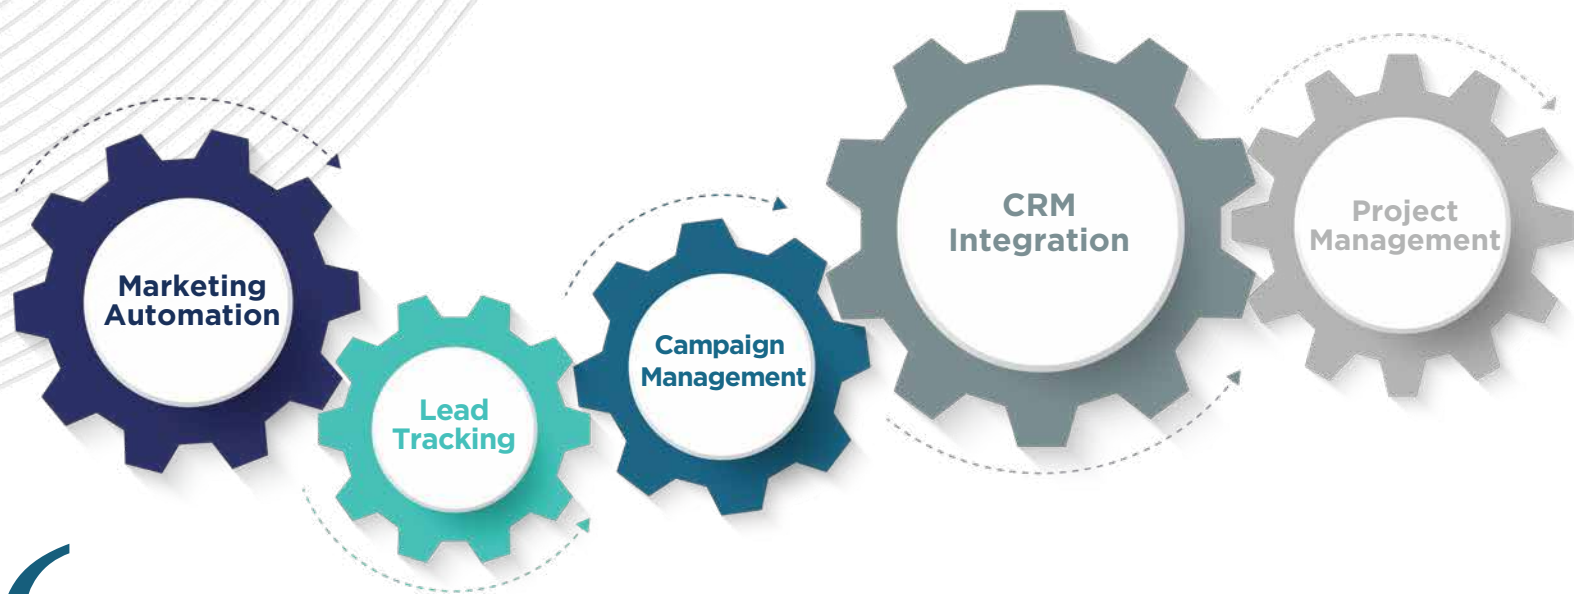 Marketing
Automation
Lead
Tracking
Campaign
Management
CRM
Integration
Project
Management